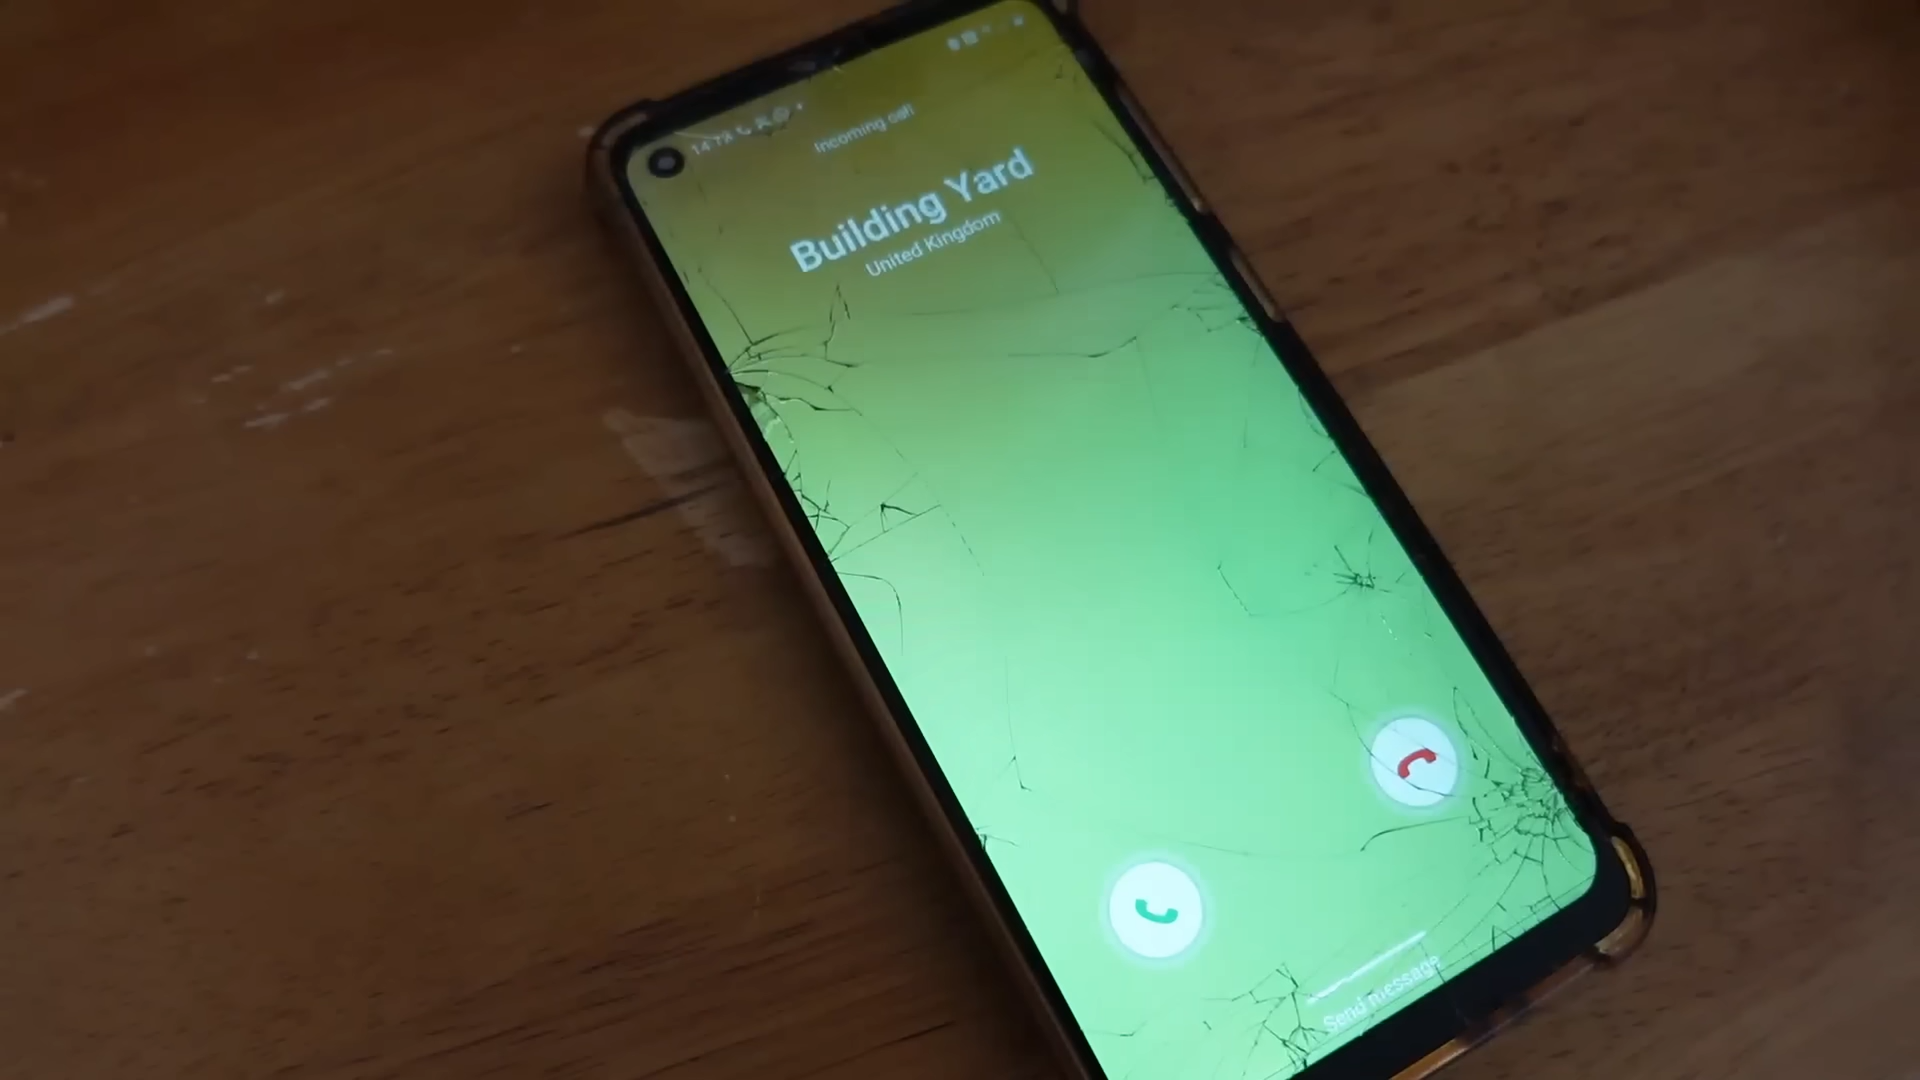 Incoming call
Building Yard
United Kingdom
Send message